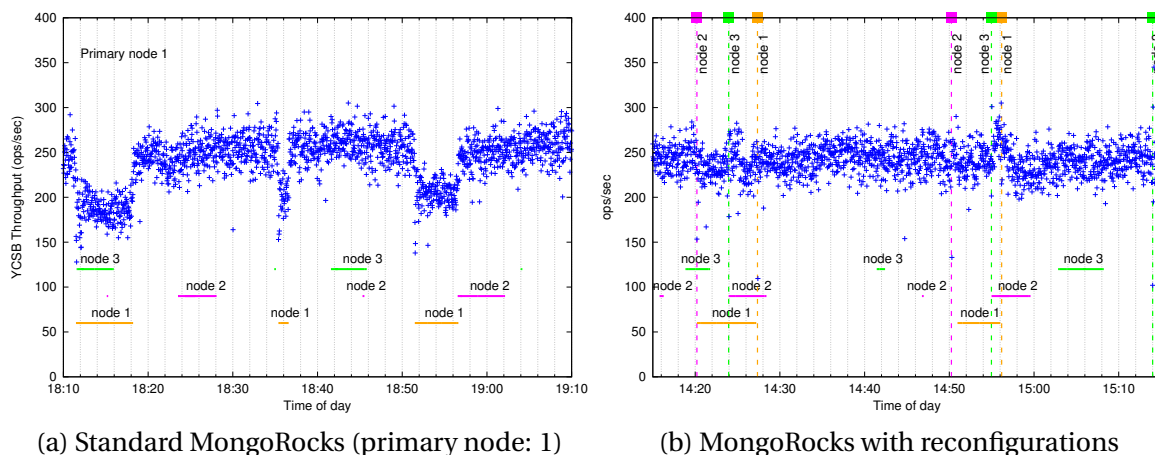 400
350
300
250
200
150
100
50
0
YCSB Throughput (ops/sec)
Primary node 1
node 3
node 3
node 2
node 2
node 2
node 1
node 1
node 1
18:10 18:20 18:30 18:40 18:50 19:00 19:10
Time of day
(a) Standard MongoRocks (primary node: 1)
400
350
300
250
200
150
100
50
0
ops/sec
node 2
node 3
node 1
node 2
node 3
node 1
node 3
node 3
node 3
node 2
node 2
node 2
node 2
node 1
node 1
14:20 14:30 14:40 14:50 15:00 15:10
Time of day
(b) MongoRocks with reconfigurations